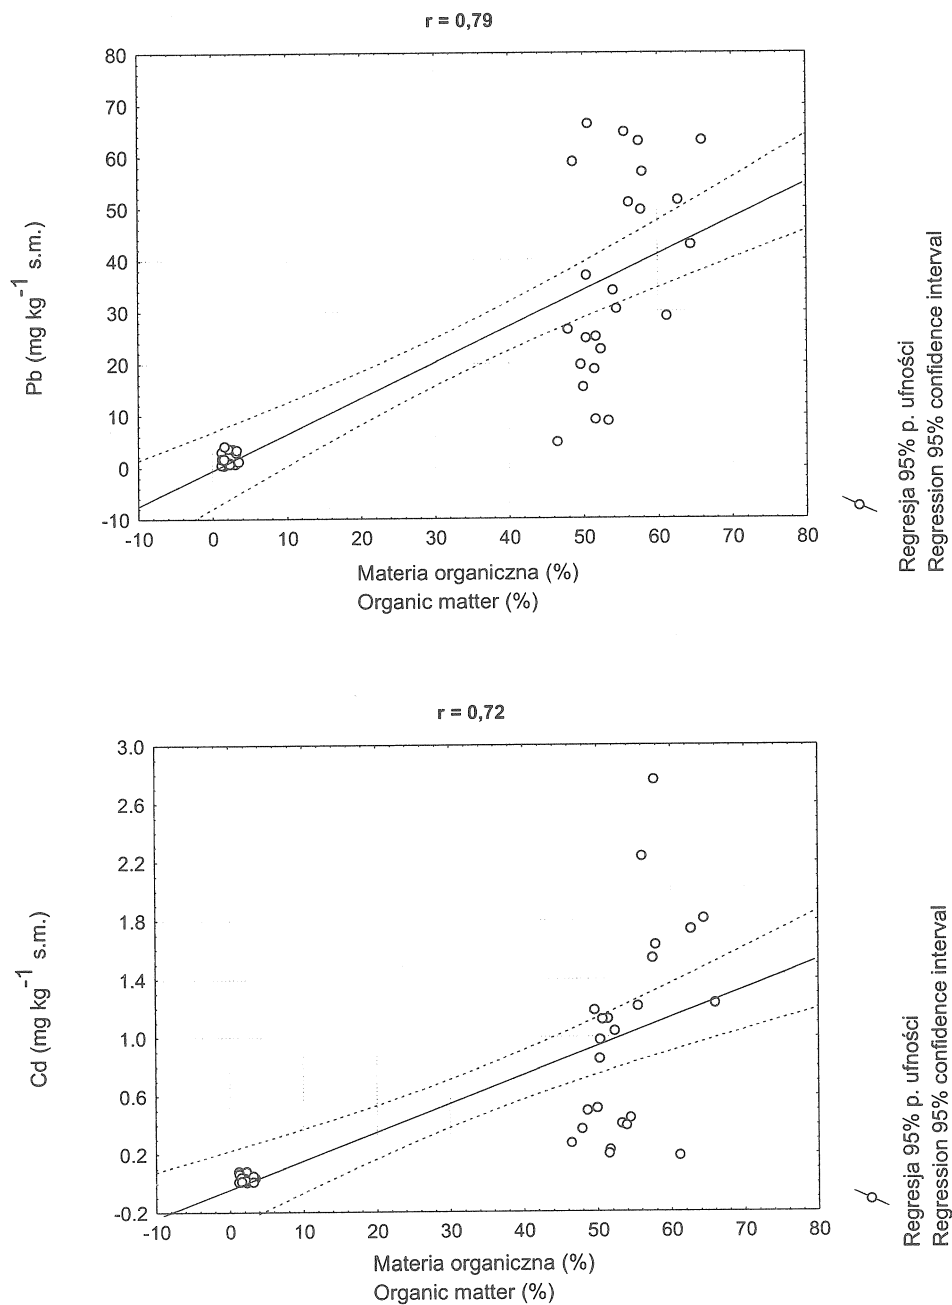 r = 0,79
80
70
60
50
40
30
20
10
0
-10
-10 0 10 20 30 40 50 60 70 80
Pb (mg kg⁻¹ s.m.)
Materia organiczna (%)
Organic matter (%)
Regresja 95% p. ufności
Regression 95% confidence interval
r = 0,72
3.0
2.6
2.2
1.8
1.4
1.0
0.6
0.2
-0.2
-10 0 10 20 30 40 50 60 70 80
Cd (mg kg⁻¹ s.m.)
Materia organiczna (%)
Organic matter (%)
Regresja 95% p. ufności
Regression 95% confidence interval